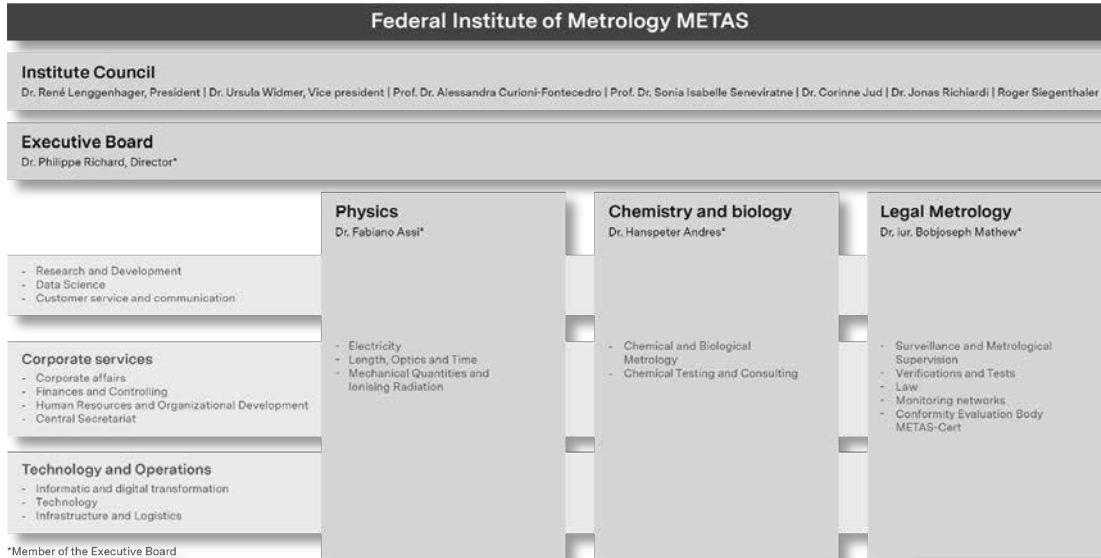 Federal Institute of Metrology METAS
Institute Council
Dr. René Lenggenhager, President | Dr. Ursula Widmer, Vice president | Prof. Dr. Alessandra Curioni-Fontecedro | Prof. Dr. Sonia Isabelle Seneviratne | Dr. Corinne Jud | Dr. Jonas Richiardi | Roger Siegenthaler
Executive Board
Dr. Philippe Richard, Director*
Physics
Dr. Fabiano Assi*
Chemistry and biology
Dr. Hanspeter Andres*
Legal Metrology
Dr. iur. Bobjoseph Mathew*
- Research and Development
- Data Science
- Customer service and communication
- Electricity
- Length, Optics and Time
- Mechanical Quantities and
Ionising Radiation
- Chemical and Biological
Metrology
- Chemical Testing and Consulting
- Surveillance and Metrological
Supervision
- Verifications and Tests
- Law
- Monitoring networks
- Conformity Evaluation Body
METAS-Cert
Corporate services
- Corporate affairs
- Finances and Controlling
- Human Resources and Organizational Development
- Central Secretariat
Technology and Operations
- Informatic and digital transformation
- Technology
- Infrastructure and Logistics
*Member of the Executive Board